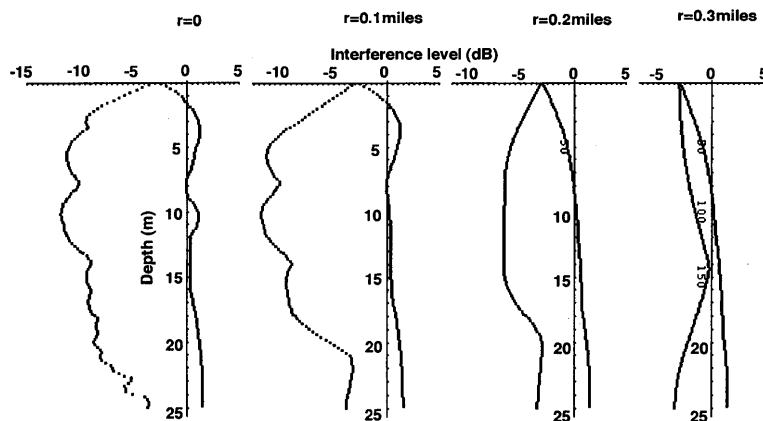 r=0 r=0.1miles r=0.2miles r=0.3miles
Interference level (dB)
-15 -10 -5 0 5 -10 -5 0 5 -10 -5 0 5 -5 0 5
5 5 5 50 5 50
Depth (m)
10 10 10 10 100
15 15 15 15 150
20 20 20 20
25 25 25 25